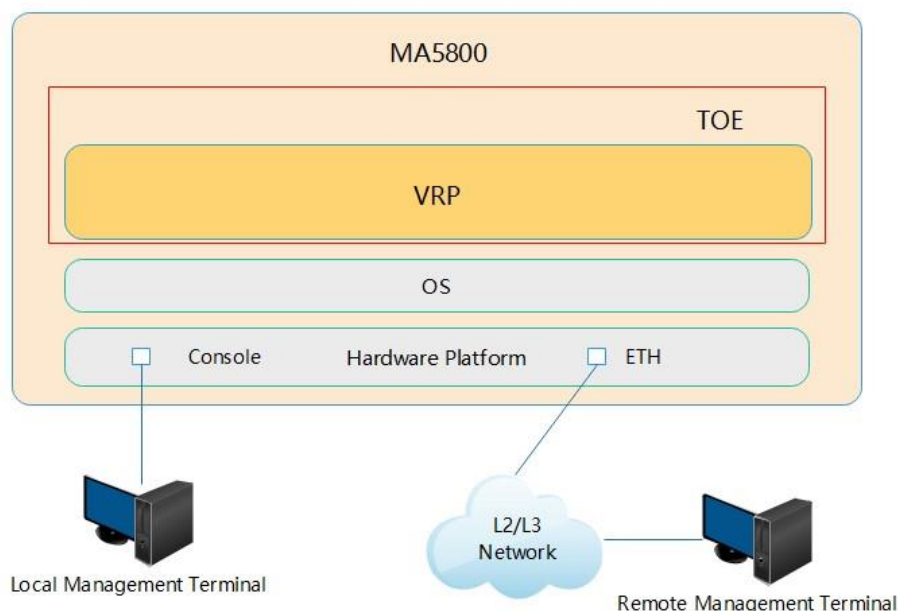 MA5800
TOE
VRP
OS
Console Hardware Platform ETH
L2/L3
Network
Local Management Terminal
Remote Management Terminal